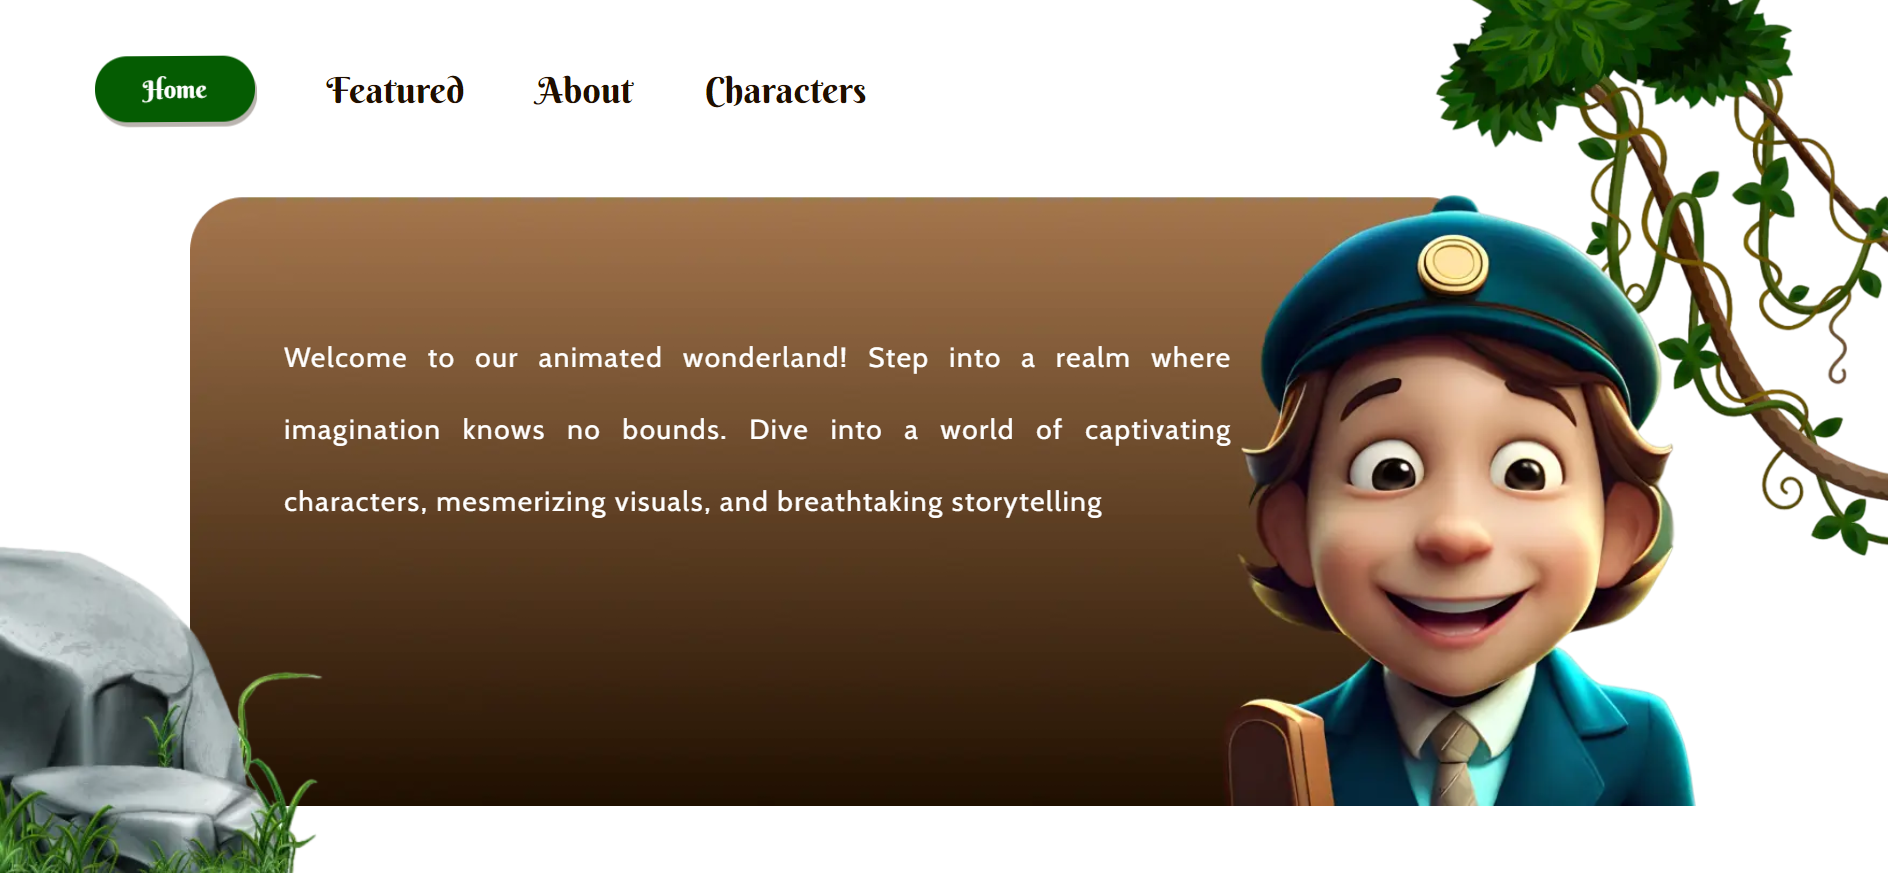 Home Featured About Characters
Welcome to our animated wonderland! Step into a realm where
imagination knows no bounds. Dive into a world of captivating
characters, mesmerizing visuals, and breathtaking storytelling